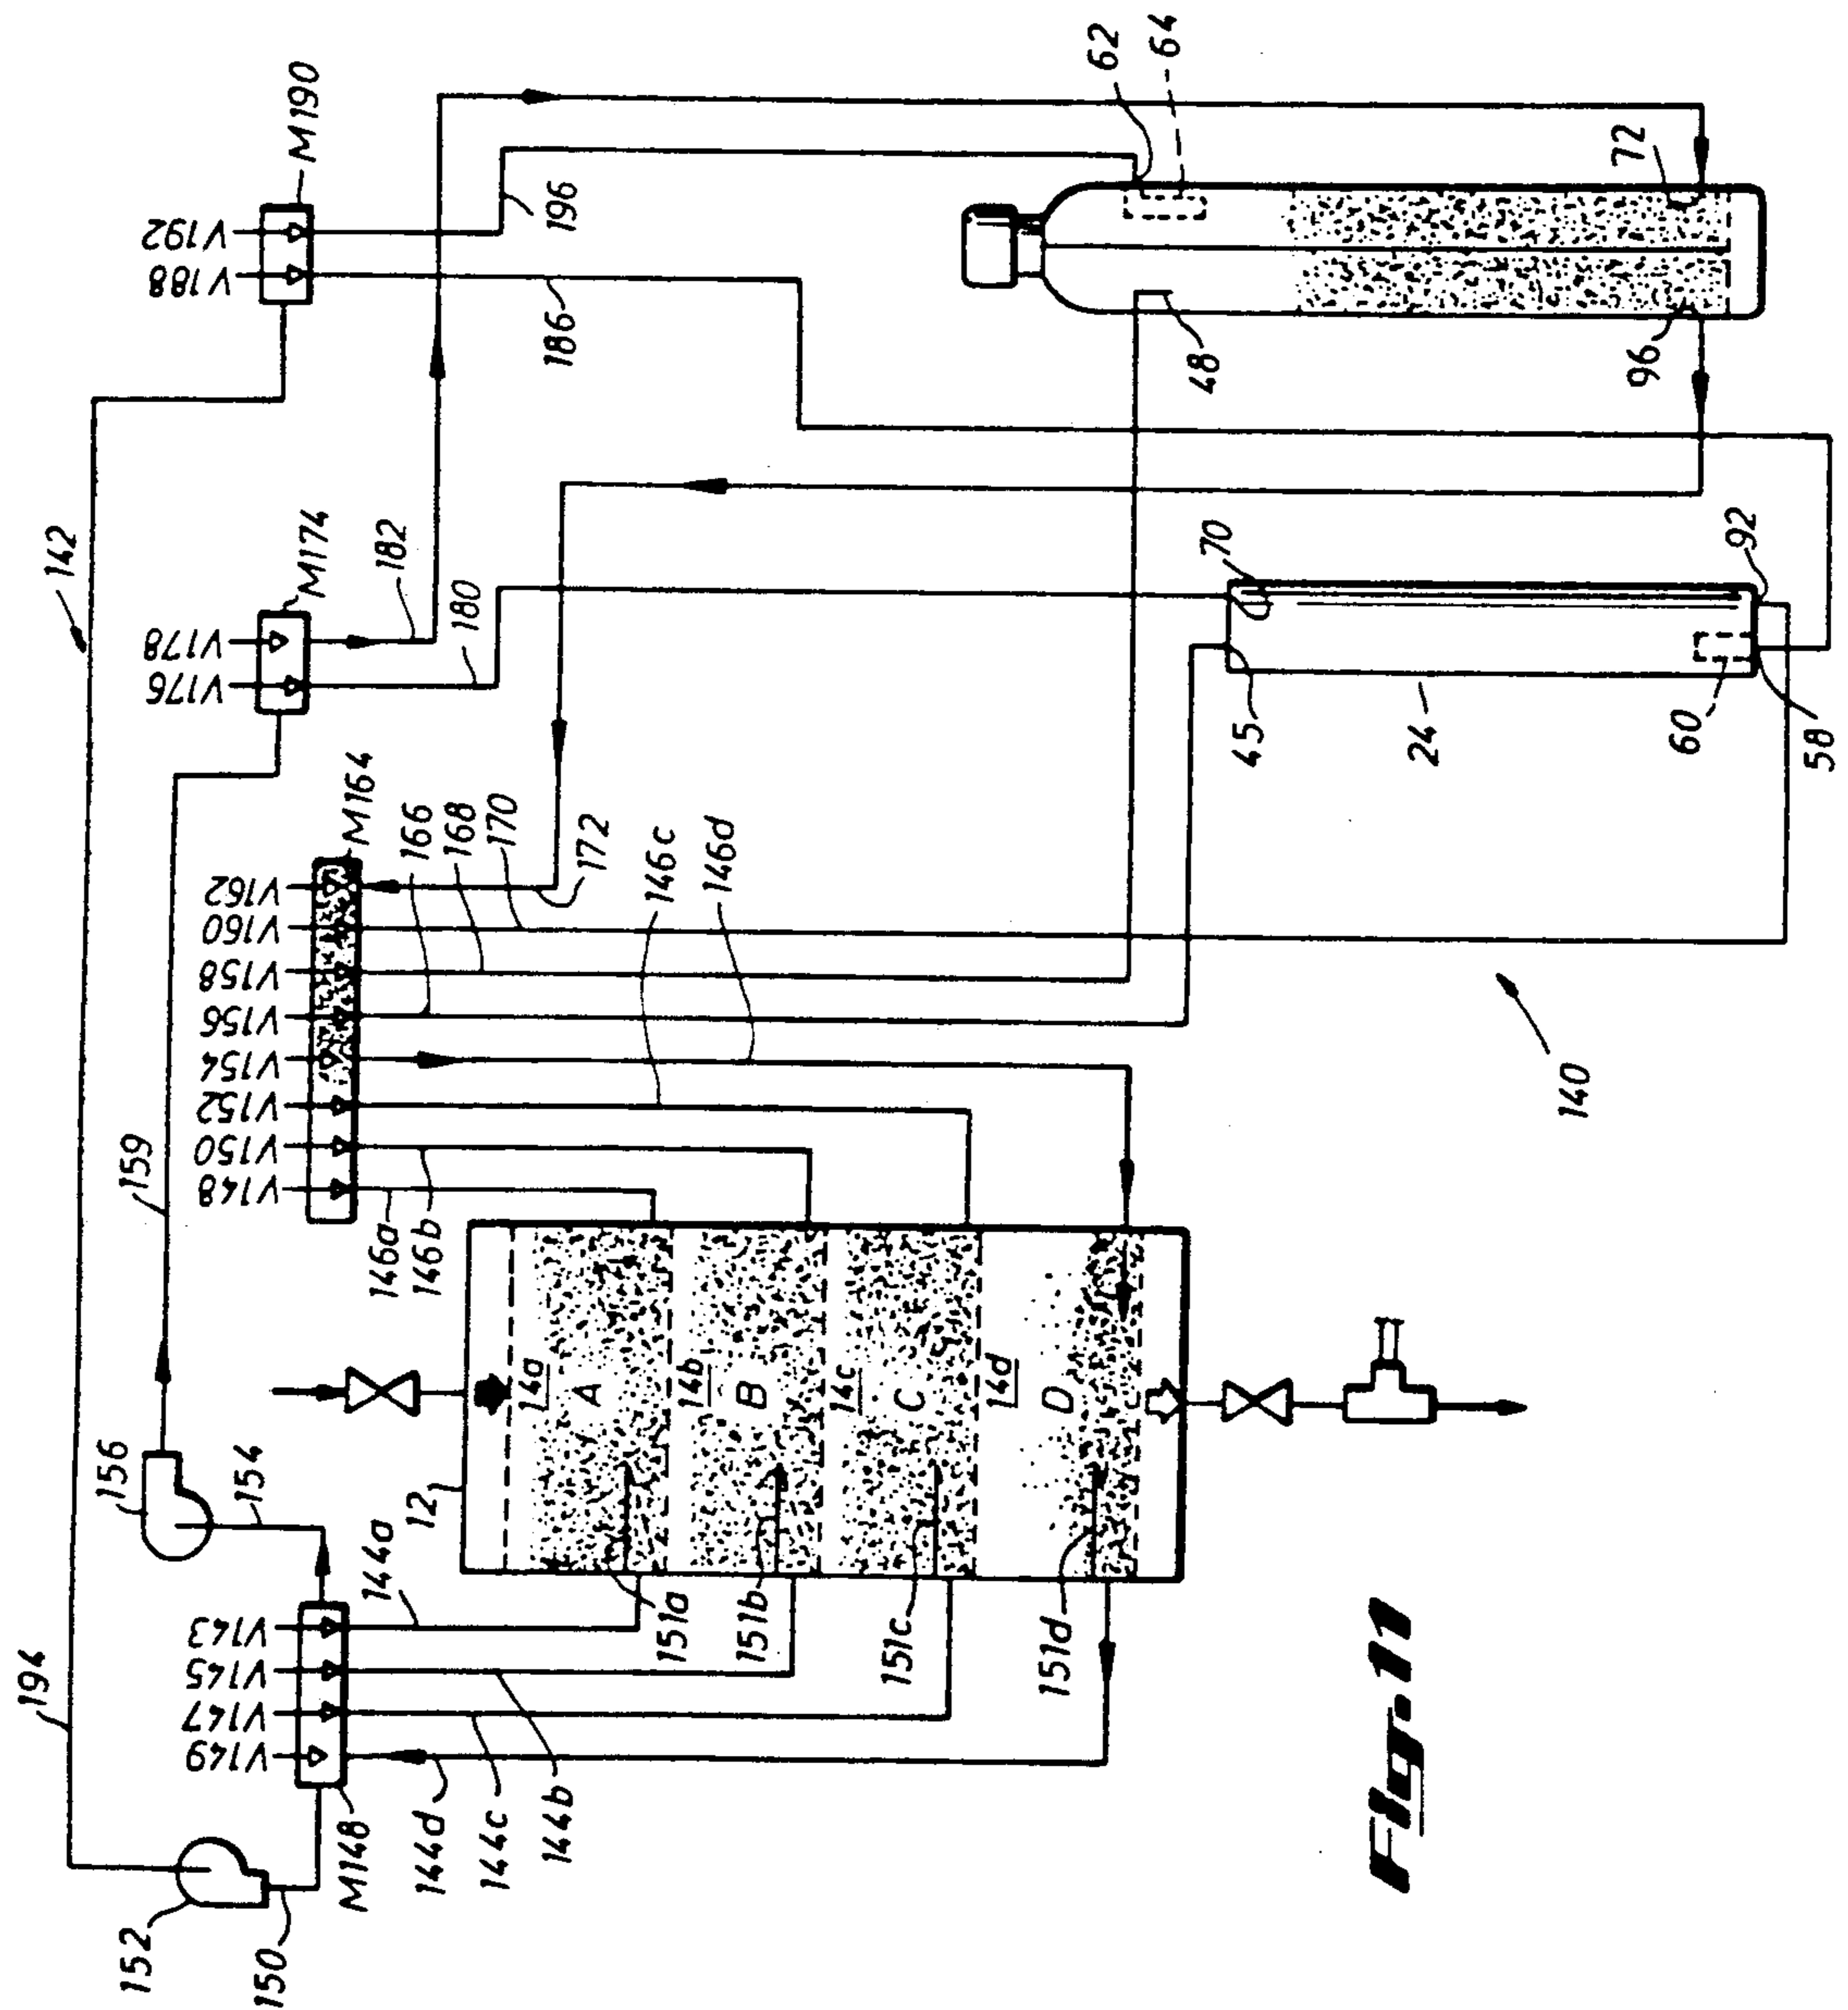 142
194
152
150
156
154
159
V149
V147
V145
V143
M148
144a
144d
144c
144b
12
14a
A
14b
B
14c
C
14d
D
151a
151b
151c
151d
V148
V150
V152
V154
V156
V158
V160
V162
M164
146a
146b
166
168
170
172
146c
146d
V176
V178
M174
182
180
V188
V192
M190
196
186
62
64
48
72
96
70
45
24
60
92
58
140
Fig. 11